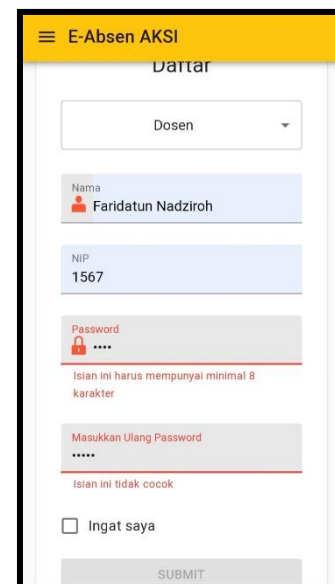 E-Absen AKSI
Daftar
Dosen
Nama
Faridatun Nadziroh
NIP
1567
Password
••••
Isian ini harus mempunyai minimal 8
karakter
Masukkan Ulang Password
•••••
Isian ini tidak cocok
Ingat saya
SUBMIT